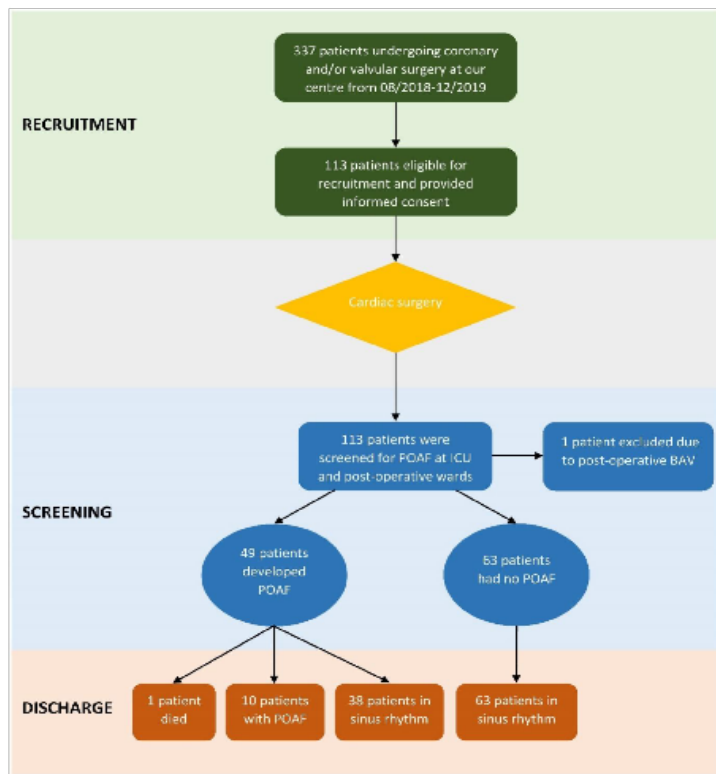 337 patients undergoing coronary
and/or valvular surgery at our
centre from 08/2018-12/2019
RECRUITMENT
113 patients eligible for
recruitment and provided
informed consent
Cardiac surgery
113 patients were
screened for POAF at ICU
and post-operative wards
1 patient excluded due
to post-operative BAV
SCREENING
49 patients
developed
POAF
63 patients
had no POAF
DISCHARGE
1 patient
died
10 patients
with POAF
38 patients in
sinus rhythm
63 patients in
sinus rhythm